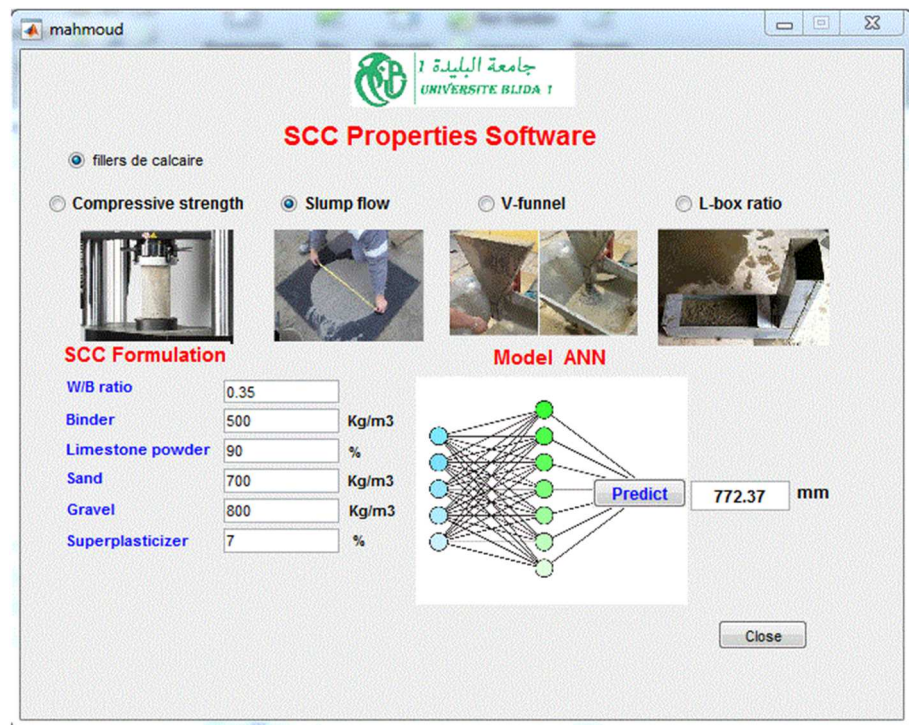 mahmoud
جامعة البليدة 1
UNIVERSITE BLIDA 1
SCC Properties Software
fillers de calcaire
Compressive strength Slump flow V-funnel L-box ratio
SCC Formulation Model ANN
W/B ratio 0.35
Binder 500 Kg/m3
Limestone powder 90 %
Sand 700 Kg/m3
Gravel 800 Kg/m3
Superplasticizer 7 %
Predict 772.37 mm
Close